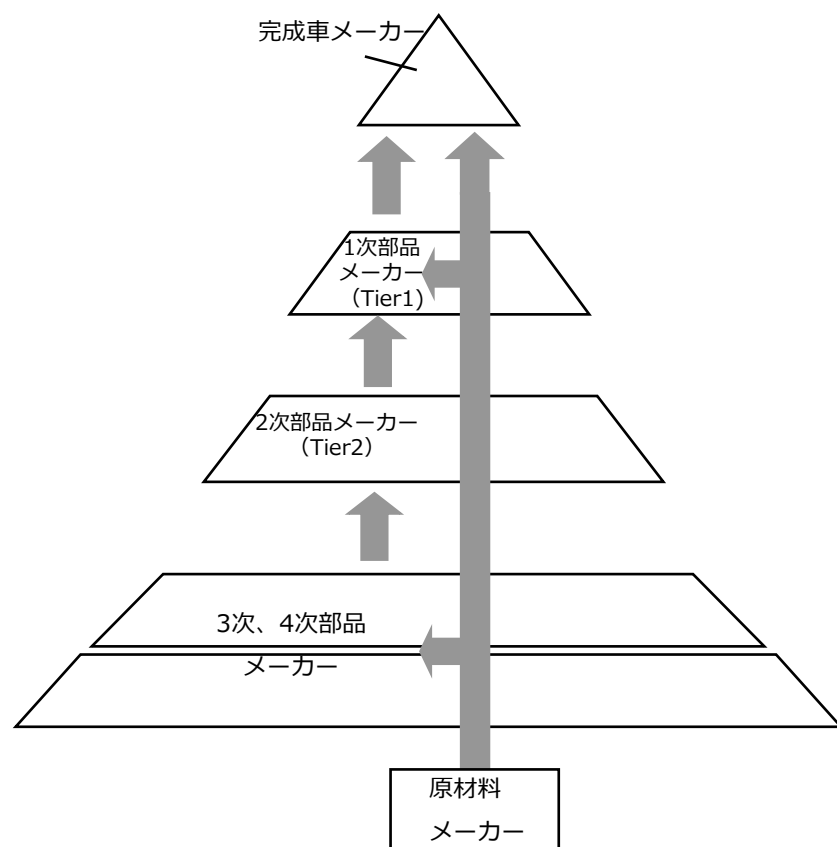 完成車メーカー
1次部品
メーカー
（Tier1)
2次部品メーカー
（Tier2）
3次、4次部品
メーカー
原材料
メーカー